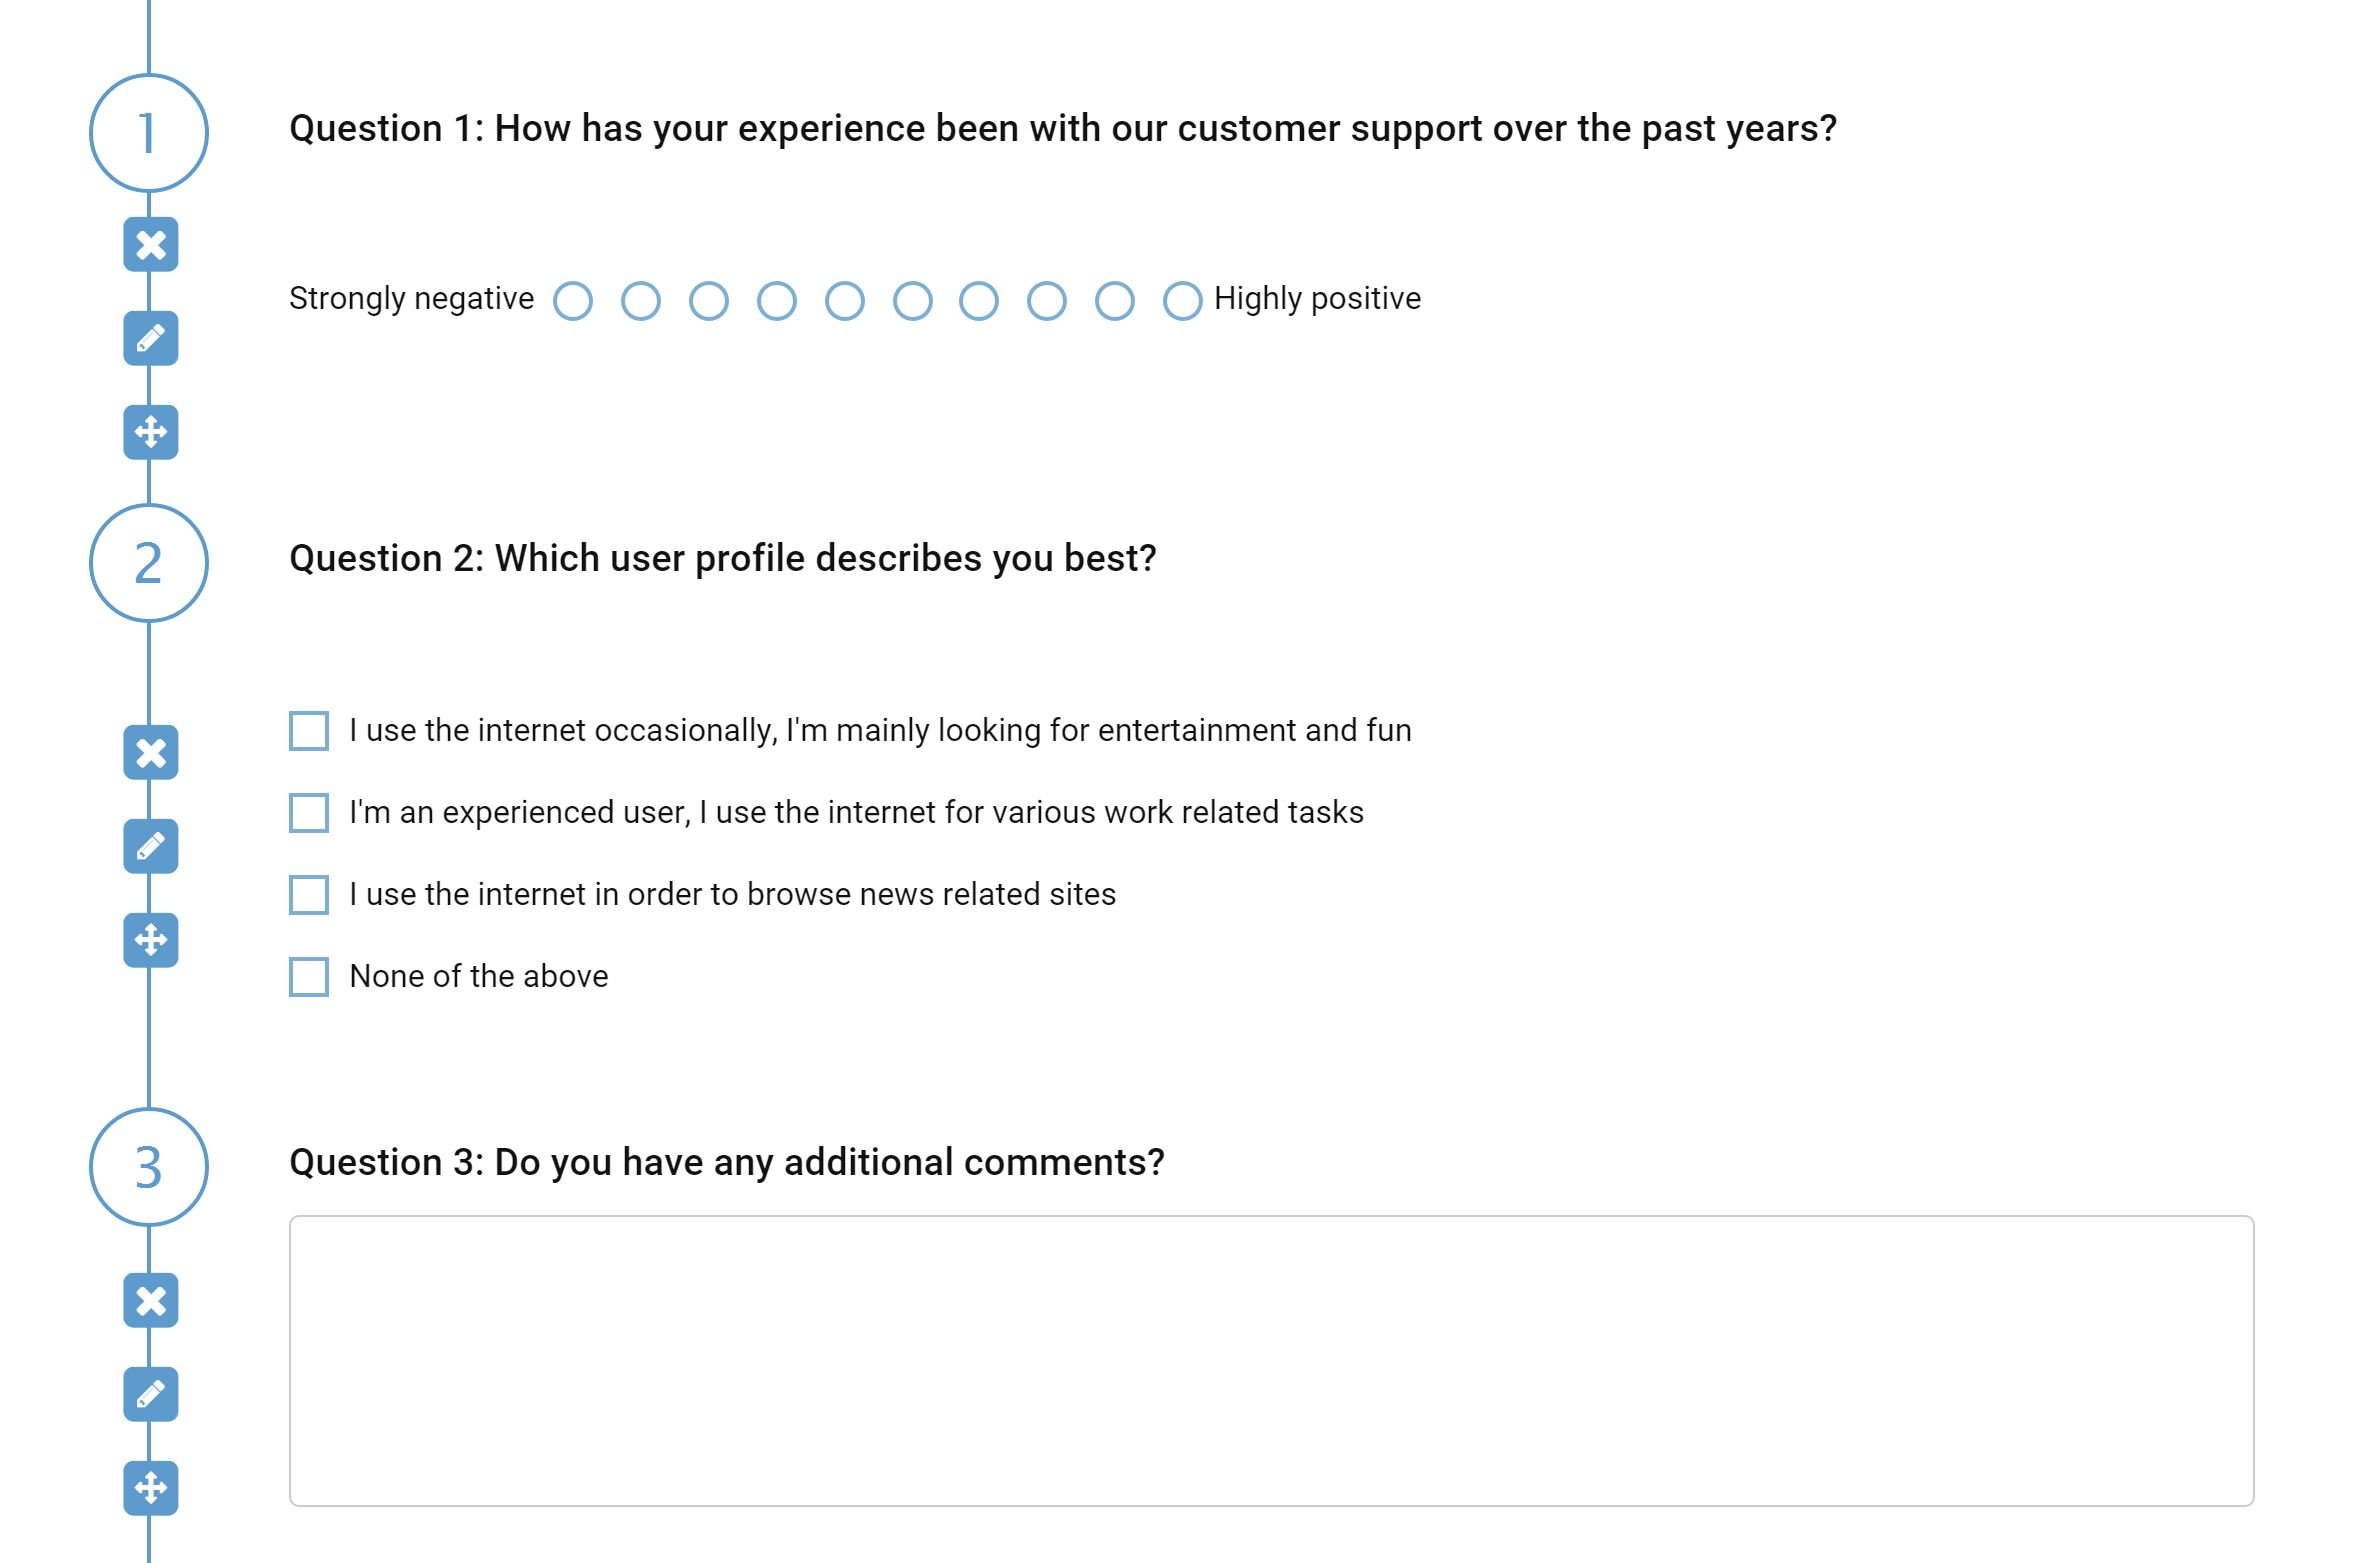 1
Question 1: How has your experience been with our customer support over the past years?
Strongly negative Highly positive
2
Question 2: Which user profile describes you best?
I use the internet occasionally, I'm mainly looking for entertainment and fun
I'm an experienced user, I use the internet for various work related tasks
I use the internet in order to browse news related sites
None of the above
3
Question 3: Do you have any additional comments?